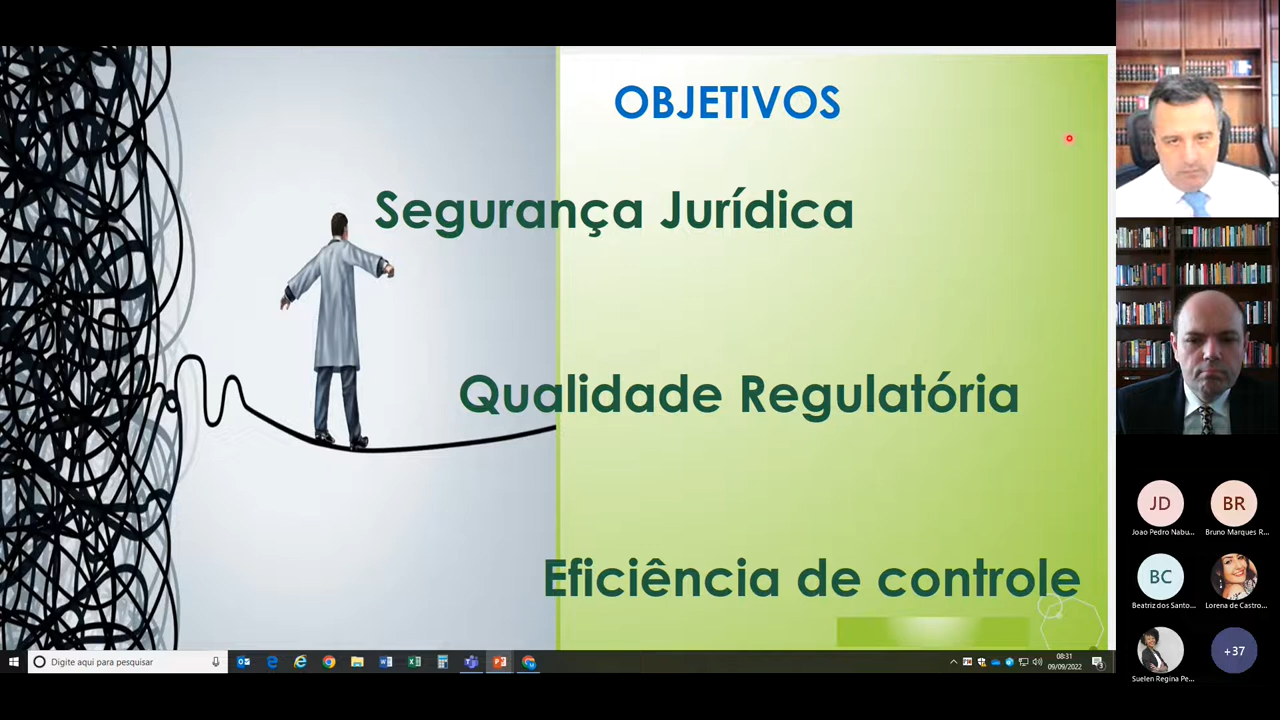 OBJETIVOS
Segurança Jurídica
Qualidade Regulatória
Eficiência de controle
Digite aqui para pesquisar
08:31
09/09/2022
JD
BR
Joao Pedro Nabu...
Bruno Marques R...
BC
Beatriz dos Santo...
Lorena de Castro...
+37
Suelen Regina Pe...